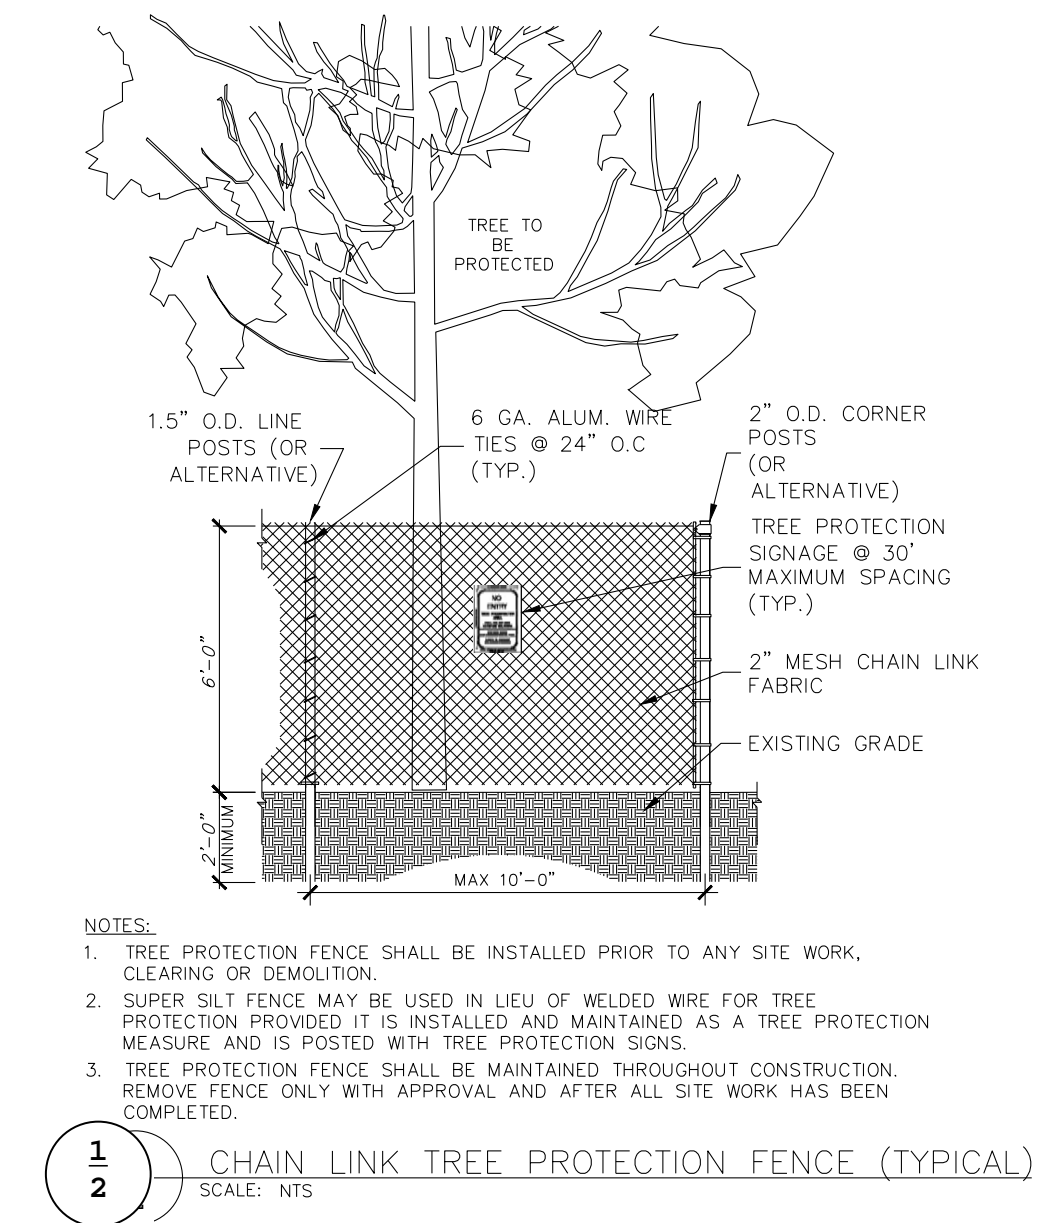 TREE TO
BE
PROTECTED
1.5” O.D. LINE
POSTS (OR
ALTERNATIVE)
6 GA. ALUM. WIRE
TIES @ 24” O.C
(TYP.)
2” O.D. CORNER
POSTS
(OR
ALTERNATIVE)
TREE PROTECTION
SIGNAGE @ 30'
MAXIMUM SPACING
(TYP.)
NO
ENTRY
2” MESH CHAIN LINK
FABRIC
EXISTING GRADE
6'-0”
2'-0”
MINIMUM
MAX 10'-0”
NOTES:
1. TREE PROTECTION FENCE SHALL BE INSTALLED PRIOR TO ANY SITE WORK,
CLEARING OR DEMOLITION.
2. SUPER SILT FENCE MAY BE USED IN LIEU OF WELDED WIRE FOR TREE
PROTECTION PROVIDED IT IS INSTALLED AND MAINTAINED AS A TREE PROTECTION
MEASURE AND IS POSTED WITH TREE PROTECTION SIGNS.
3. TREE PROTECTION FENCE SHALL BE MAINTAINED THROUGHOUT CONSTRUCTION.
REMOVE FENCE ONLY WITH APPROVAL AND AFTER ALL SITE WORK HAS BEEN
COMPLETED.
1
2
CHAIN LINK TREE PROTECTION FENCE (TYPICAL)
SCALE: NTS